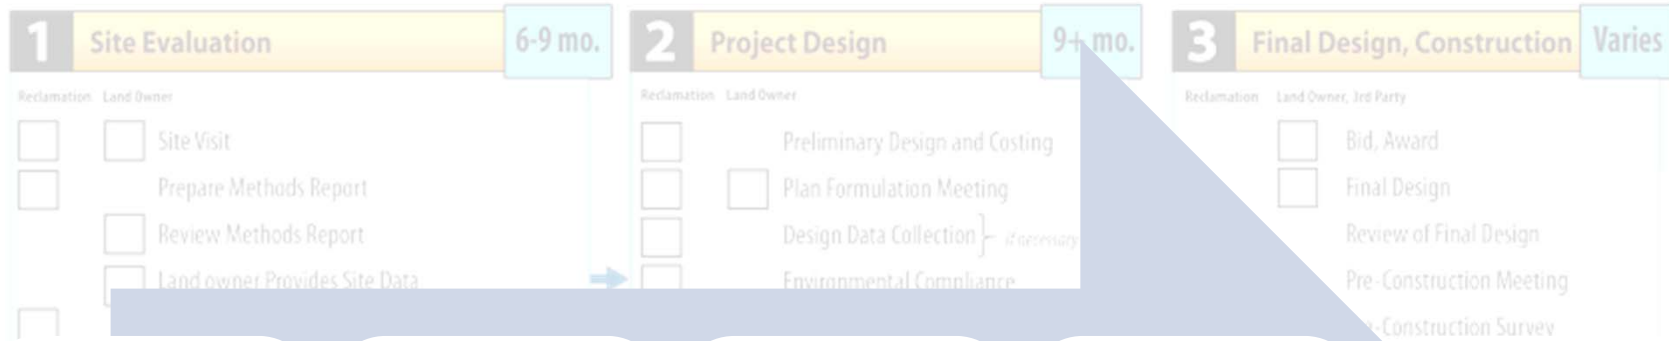 1 Site Evaluation 6-9 mo.
Reclamation Land Owner
Site Visit
Prepare Methods Report
Review Methods Report
Land owner Provides Site Data
2 Project Design 9+ mo.
Reclamation Land Owner
Preliminary Design and Costing
Plan Formulation Meeting
Design Data Collection } if necessary
Environmental Compliance
3 Final Design, Construction Varies
Reclamation Land Owner, 3rd Party
Bid, Award
Final Design
Review of Final Design
Pre-Construction Meeting
-Construction Survey